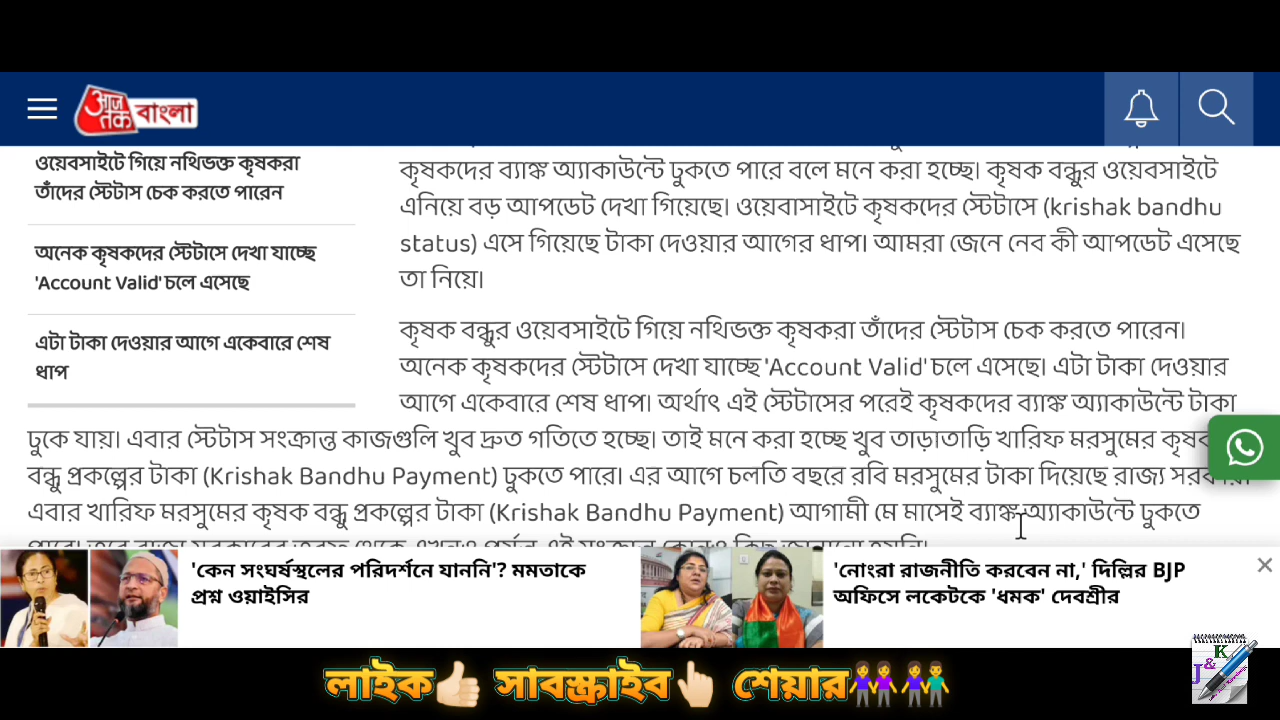 आज तक বাংলা
ওয়েবসাইটে গিয়ে নথিভক্ত কৃষকরা
তাঁদের স্টেটাস চেক করতে পারেন
অনেক কৃষকদের স্টেটাসে দেখা যাচ্ছে
'Account Valid' চলে এসেছে
এটা টাকা দেওয়ার আগে একেবারে শেষ
ধাপ
কৃষকদের ব্যাঙ্ক অ্যাকাউন্টে ঢুকতে পারে বলে মনে করা হচ্ছে। কৃষক বন্ধুর ওয়েবসাইটে
এনিয়ে বড় আপডেট দেখা গিয়েছে। ওয়েবাসাইটে কৃষকদের স্টেটাসে (krishak bandhu
status) এসে গিয়েছে টাকা দেওয়ার আগের ধাপ। আমরা জেনে নেব কী আপডেট এসেছে
তা নিয়ে।
কৃষক বন্ধুর ওয়েবসাইটে গিয়ে নথিভক্ত কৃষকরা তাঁদের স্টেটাস চেক করতে পারেন।
অনেক কৃষকদের স্টেটাসে দেখা যাচ্ছে 'Account Valid' চলে এসেছে। এটা টাকা দেওয়ার
আগে একেবারে শেষ ধাপ। অর্থাৎ এই স্টেটাসের পরেই কৃষকদের ব্যাঙ্ক অ্যাকাউন্টে টাকা
ঢুকে যায়। এবার স্টেটাস সংক্রান্ত কাজগুলি খুব দ্রুত গতিতে হচ্ছে। তাই মনে করা হচ্ছে খুব তাড়াতাড়ি খারিফ মরসুমের
বন্ধু প্রকল্পের টাকা (Krishak Bandhu Payment) ঢুকতে পারে। এর আগে চলতি বছরে রবি মরসুমের টাকা দিয়েছে রাজ্য
এবার খারিফ মরসুমের কৃষক বন্ধু প্রকল্পের টাকা (Krishak Bandhu Payment) আগামী মে মাসেই ব্যাঙ্ক অ্যাকাউন্টে ঢুকতে
'কেন সংঘর্ষস্থলের পরিদর্শনে যাননি'? মমতাকে
প্রশ্ন ওয়াইসির
'নোংরা রাজনীতি করবেন না,' দিল্লির BJP
অফিসে লকেটকে 'ধমক' দেবশ্রীর
লাইক সাবস্ক্রাইব শেয়ার
J&K